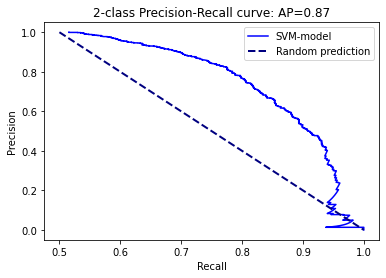 2-class Precision-Recall curve: AP=0.87
SVM-model
Random prediction
Precision
1.0
0.8
0.6
0.4
0.2
0.0
0.5 0.6 0.7 0.8 0.9 1.0
Recall